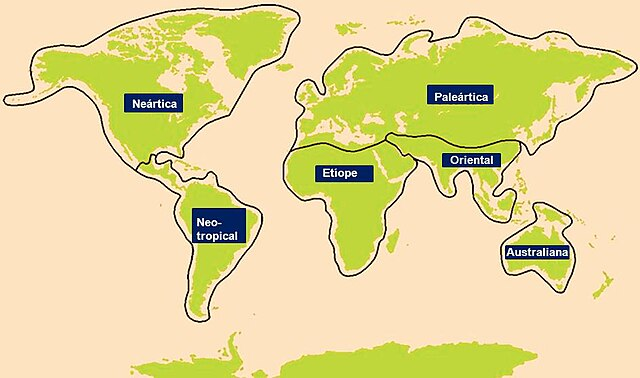 Neártica
Paleártica
Oriental
Etiope
Neo-
tropical
Australiana